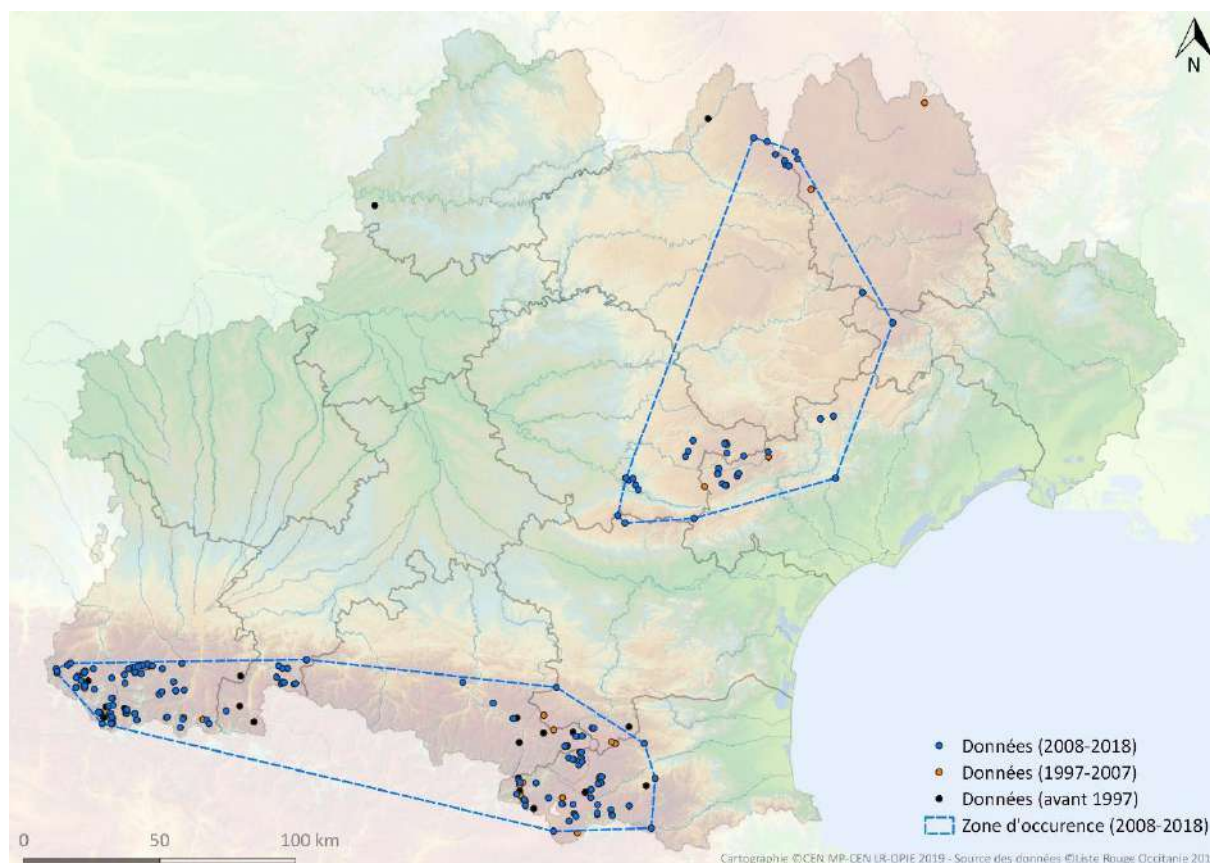 N
Données (2008-2018)
Données (1997-2007)
Données (avant 1997)
Zone d'occurence (2008-2018)
0 50 100 km
Cartographie ©CEN MP-CEN LR-OPIE 2019 - Source des données ©Liste Rouge Occitanie 201